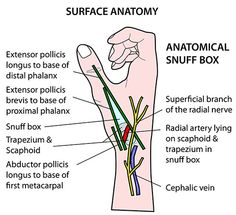 SURFACE ANATOMY
ANATOMICAL
SNUFF BOX
Extensor pollicis
longus to base of
distal phalanx
Extensor pollicis
brevis to base of
proximal phalanx
Snuff box
Trapezium &
Scaphoid
Abductor pollicis
longus to base of
first metacarpal
Superficial branch
of the radial nerve
Radial artery lying
on scaphoid &
trapezium in
snuff box
Cephalic vein